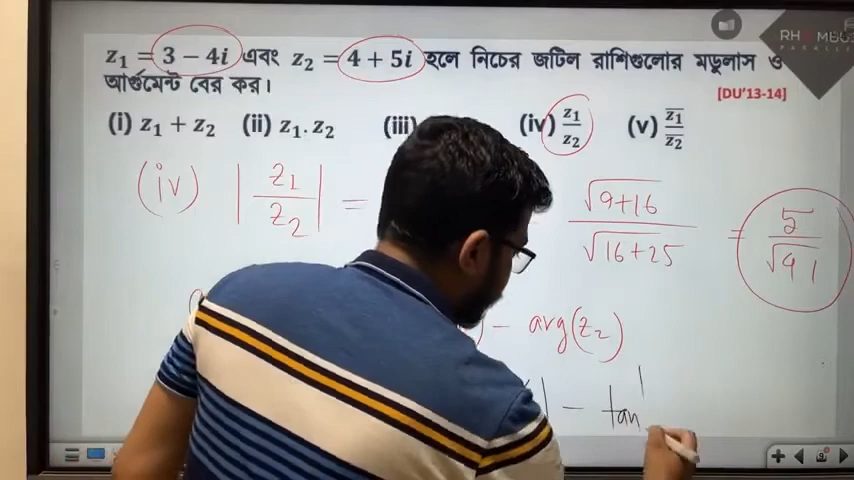 z₁ = 3 − 4i এবং z₂ = 4 + 5i হলে নিচের জটিল রাশিগুলোর মডুলাস ও
আর্গুমেন্ট বের কর।
[DU'13-14]
(i) z₁ + z₂ (ii) z₁. z₂ (iii) (iv) z₁/z₂ (v) z̅₁/z̅₂
(iv) |z₁/z₂| = √(9+16)/√(16+25) = 5/√41
− arg(z₂)
− tan